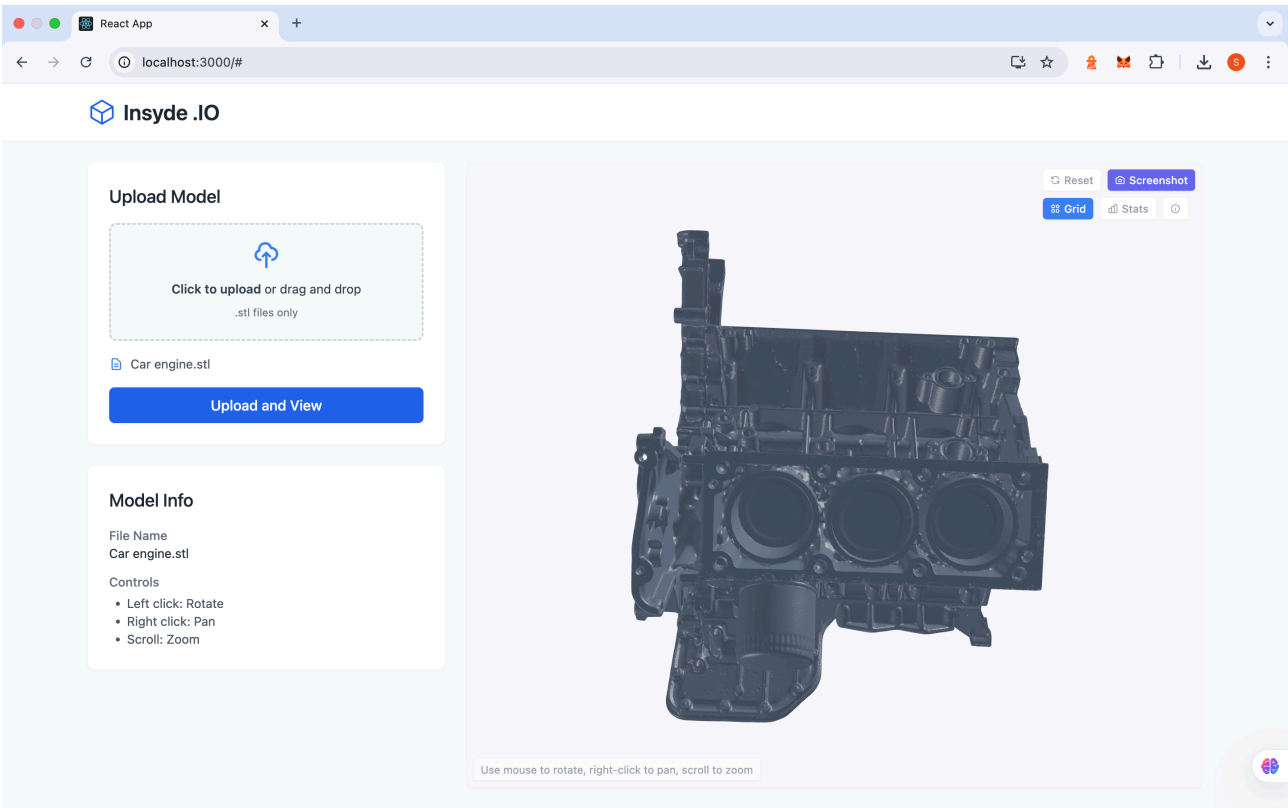 React App
localhost:3000/#
S
Insyde .IO
Upload Model
Click to upload or drag and drop
.stl files only
Car engine.stl
Upload and View
Model Info
File Name
Car engine.stl
Controls
• Left click: Rotate
• Right click: Pan
• Scroll: Zoom
Reset
Screenshot
Grid
Stats
Use mouse to rotate, right-click to pan, scroll to zoom